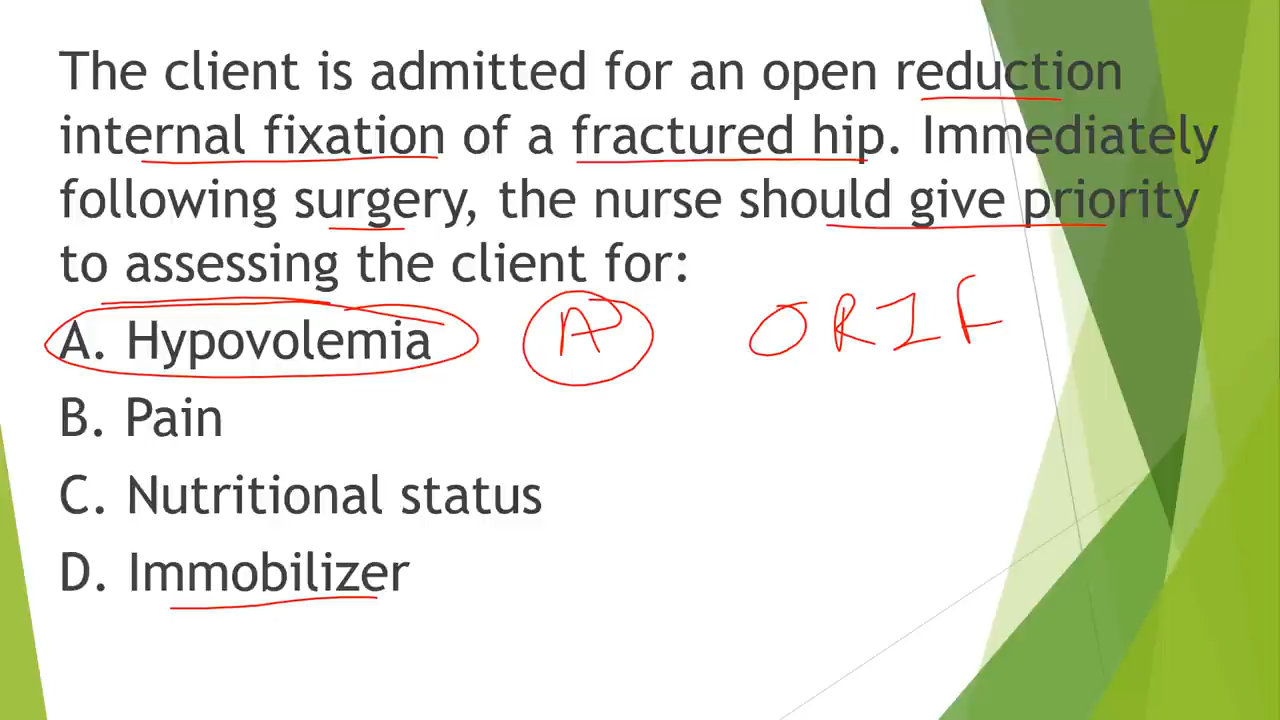 The client is admitted for an open reduction
internal fixation of a fractured hip. Immediately
following surgery, the nurse should give priority
to assessing the client for:
A. Hypovolemia A ORIF
B. Pain
C. Nutritional status
D. Immobilizer